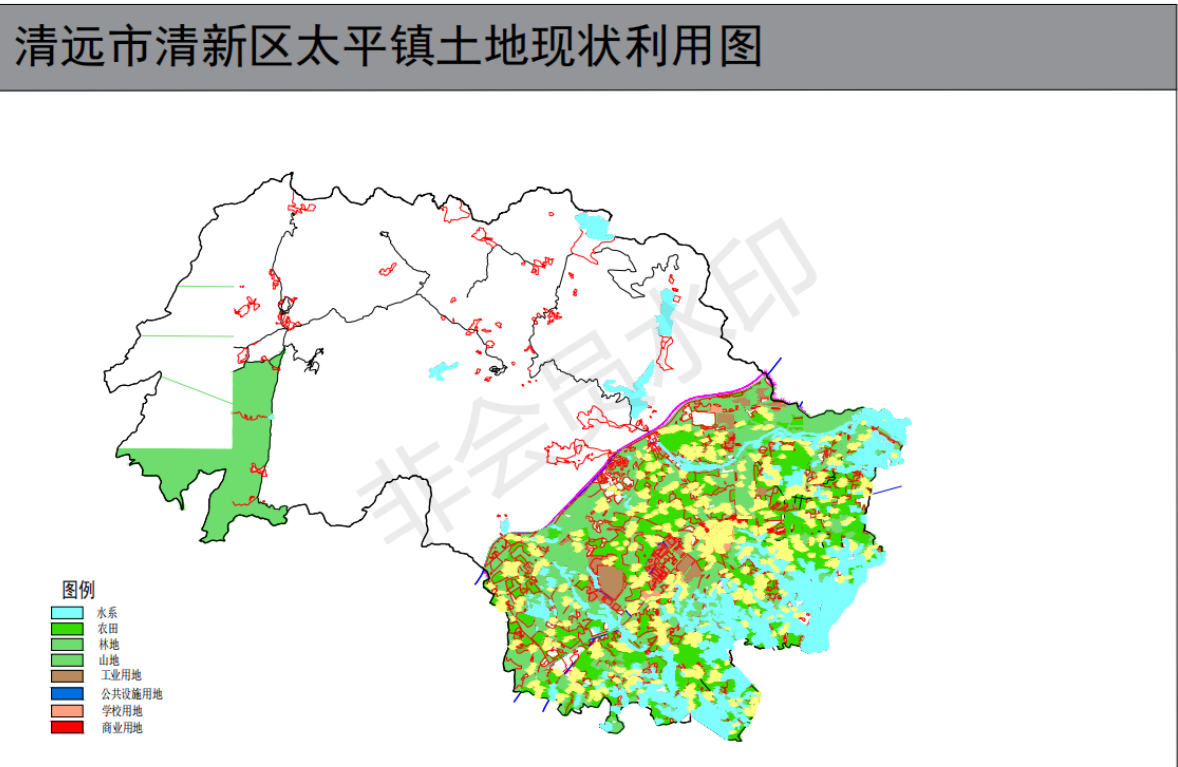 清远市清新区太平镇土地现状利用图
非会员水印
图例
水系
农田
林地
山地
工业用地
公共设施用地
学校用地
商业用地